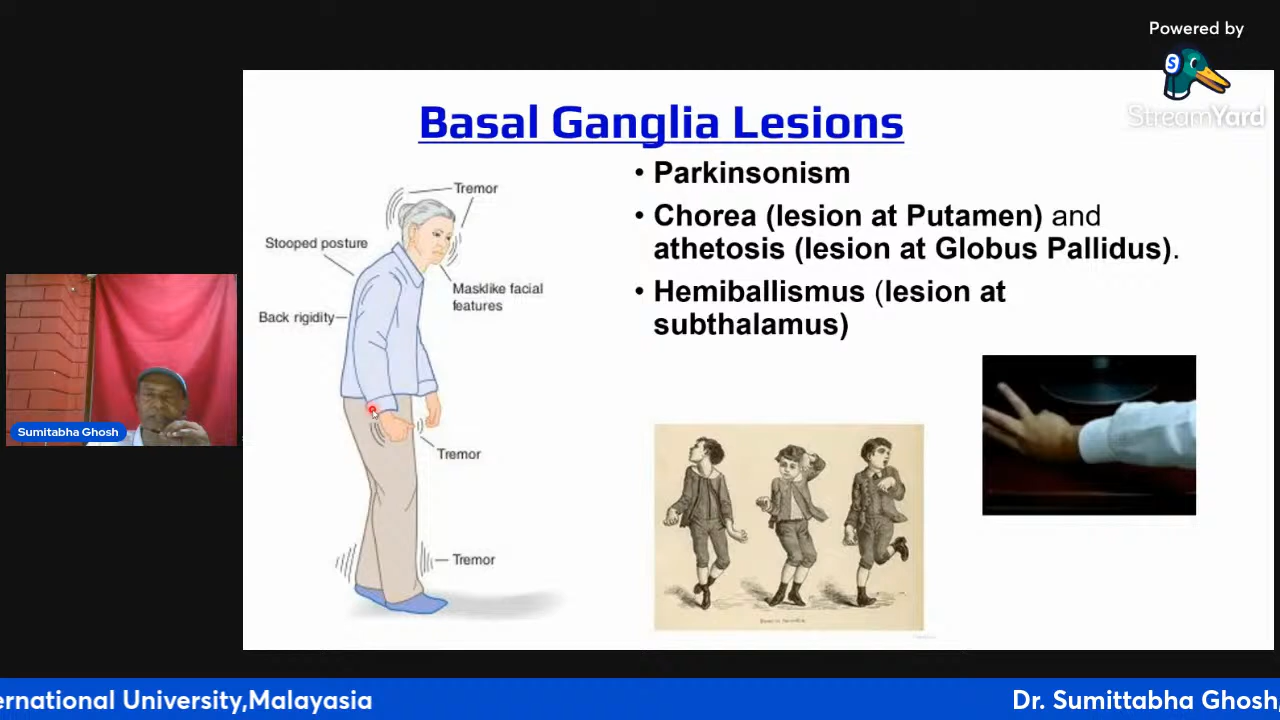 Powered by
StreamYard
Basal Ganglia Lesions
• Parkinsonism
• Chorea (lesion at Putamen) and
athetosis (lesion at Globus Pallidus).
• Hemiballismus (lesion at
subthalamus)
Tremor
Stooped posture
Masklike facial
features
Back rigidity
Tremor
Tremor
Sumitabha Ghosh
ernational University,Malayasia
Dr. Sumittabha Ghosh,